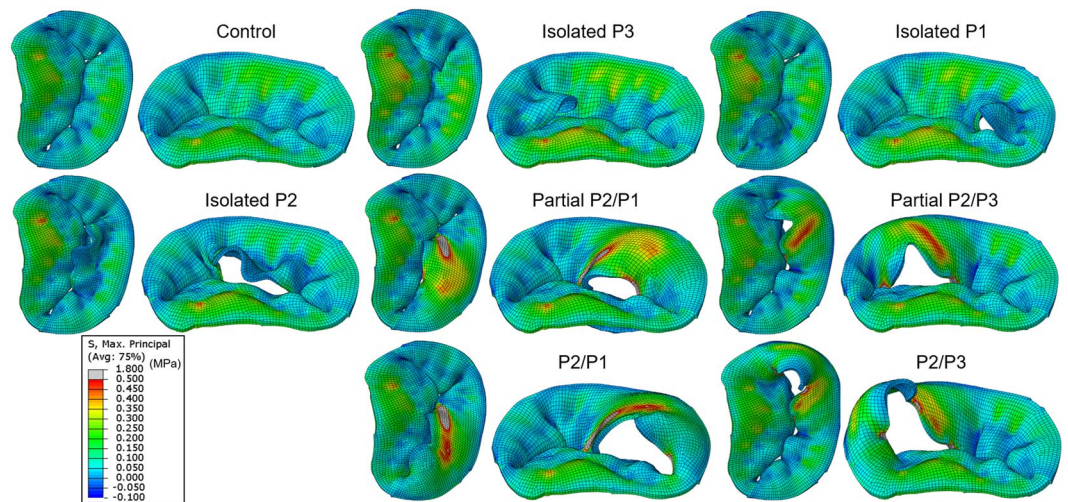 Control
Isolated P3
Isolated P1
Isolated P2
Partial P2/P1
Partial P2/P3
S, Max. Principal
(Avg: 75%)
(MPa)
1.800
0.500
0.450
0.400
0.350
0.300
0.250
0.200
0.150
0.100
0.050
0.000
-0.050
-0.100
P2/P1
P2/P3